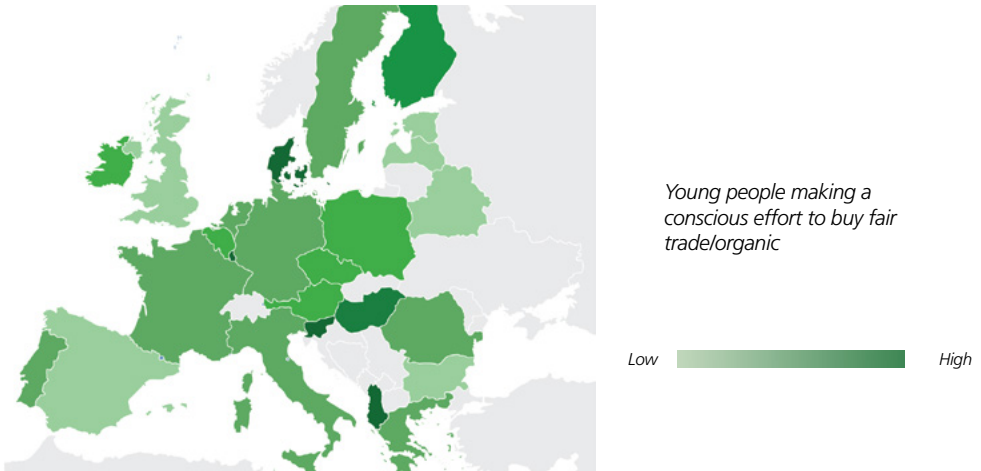 Young people making a
conscious effort to buy fair
trade/organic
Low
High